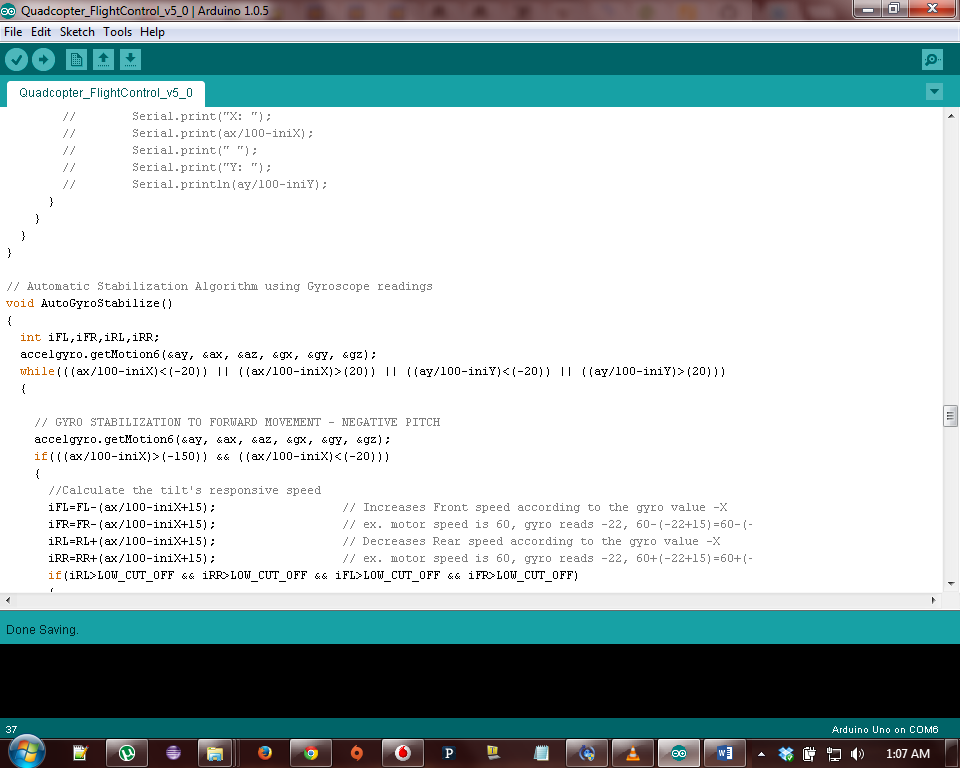 Quadcopter_FlightControl_v5_0 | Arduino 1.0.5
File Edit Sketch Tools Help
Quadcopter_FlightControl_v5_0
// Serial.print("X: ");
// Serial.print(ax/100-iniX);
// Serial.print(" ");
// Serial.print("Y: ");
// Serial.println(ay/100-iniY);
}
}
}
}
// Automatic Stabilization Algorithm using Gyroscope readings
void AutoGyroStabilize()
{
int iFL,iFR,iRL,iRR;
accelgyro.getMotion6(&ay, &ax, &az, &gx, &gy, &gz);
while(((ax/100-iniX)<(-20)) || ((ax/100-iniX)>(20)) || ((ay/100-iniY)<(-20)) || ((ay/100-iniY)>(20)))
{
// GYRO STABILIZATION TO FORWARD MOVEMENT - NEGATIVE PITCH
accelgyro.getMotion6(&ay, &ax, &az, &gx, &gy, &gz);
if(((ax/100-iniX)>(-150)) && ((ax/100-iniX)<(-20)))
{
//Calculate the tilt's responsive speed
iFL=FL-(ax/100-iniX+15); // Increases Front speed according to the gyro value -X
iFR=FR-(ax/100-iniX+15); // ex. motor speed is 60, gyro reads -22, 60-(-22+15)=60-(-
iRL=RL+(ax/100-iniX+15); // Decreases Rear speed according to the gyro value -X
iRR=RR+(ax/100-iniX+15); // ex. motor speed is 60, gyro reads -22, 60+(-22+15)=60+(-
if(iRL>LOW_CUT_OFF && iRR>LOW_CUT_OFF && iFL>LOW_CUT_OFF && iFR>LOW_CUT_OFF)
{
Done Saving.
37
Arduino Uno on COM6
1:07 AM